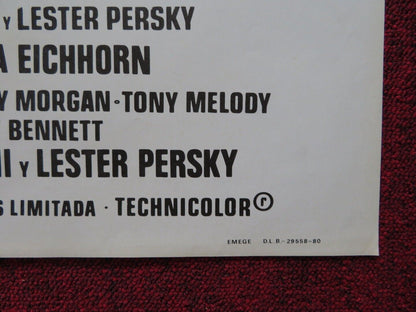 Y LESTER PERSKY
A EICHHORN
Y MORGAN · TONY MELODY
BENNETT
I Y LESTER PERSKY
S LIMITADA · TECHNICOLOR ®
EMEGE D.L.B. - 29558 - 80